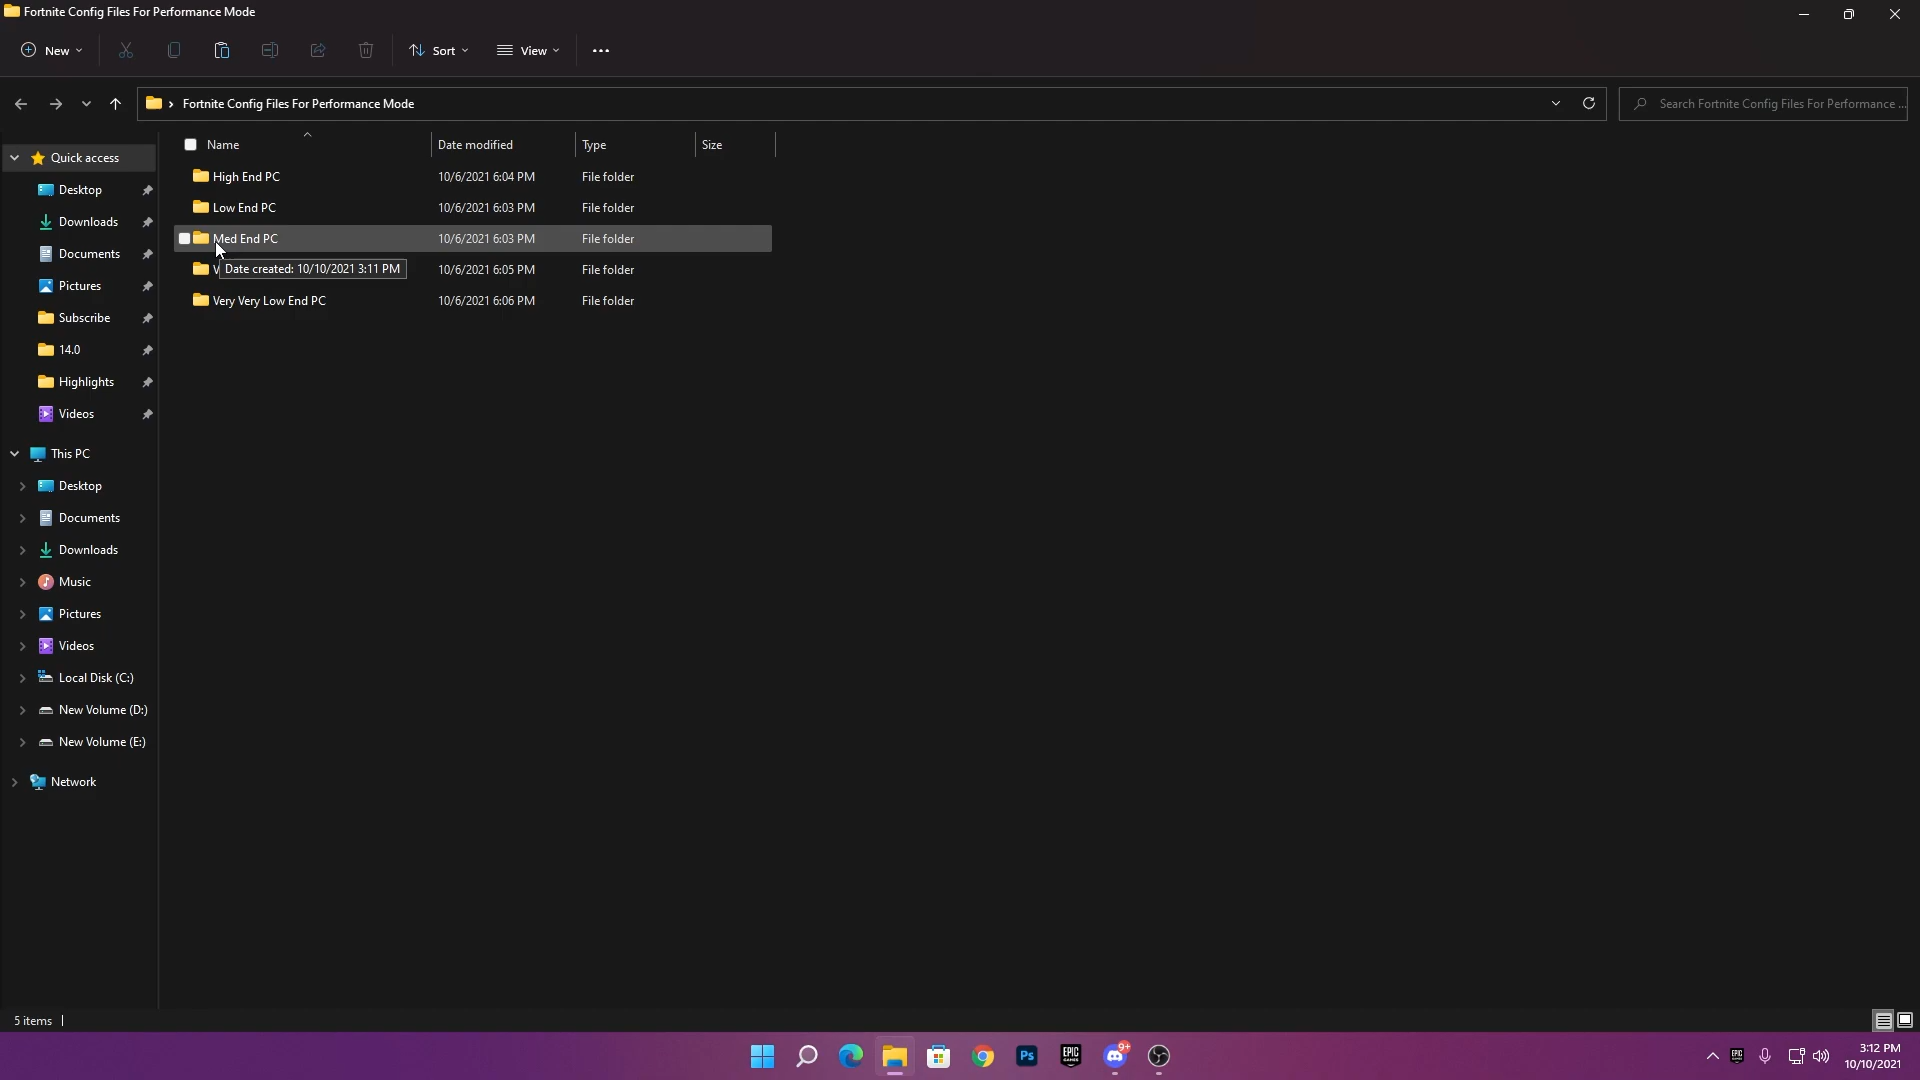 Fortnite Config Files For Performance Mode
New
Sort
View
Fortnite Config Files For Performance Mode
Search Fortnite Config Files For Performance ...
Name
Date modified
Type
Size
Quick access
Desktop
Downloads
Documents
Pictures
Subscribe
14.0
Highlights
Videos
This PC
Desktop
Documents
Downloads
Music
Pictures
Videos
Local Disk (C:)
New Volume (D:)
New Volume (E:)
Network
High End PC 10/6/2021 6:04 PM File folder
Low End PC 10/6/2021 6:03 PM File folder
Med End PC 10/6/2021 6:03 PM File folder
10/6/2021 6:05 PM File folder
Date created: 10/10/2021 3:11 PM
Very Very Low End PC 10/6/2021 6:06 PM File folder
5 items
Ps
EPIC GAMES
9+
3:12 PM
10/10/2021